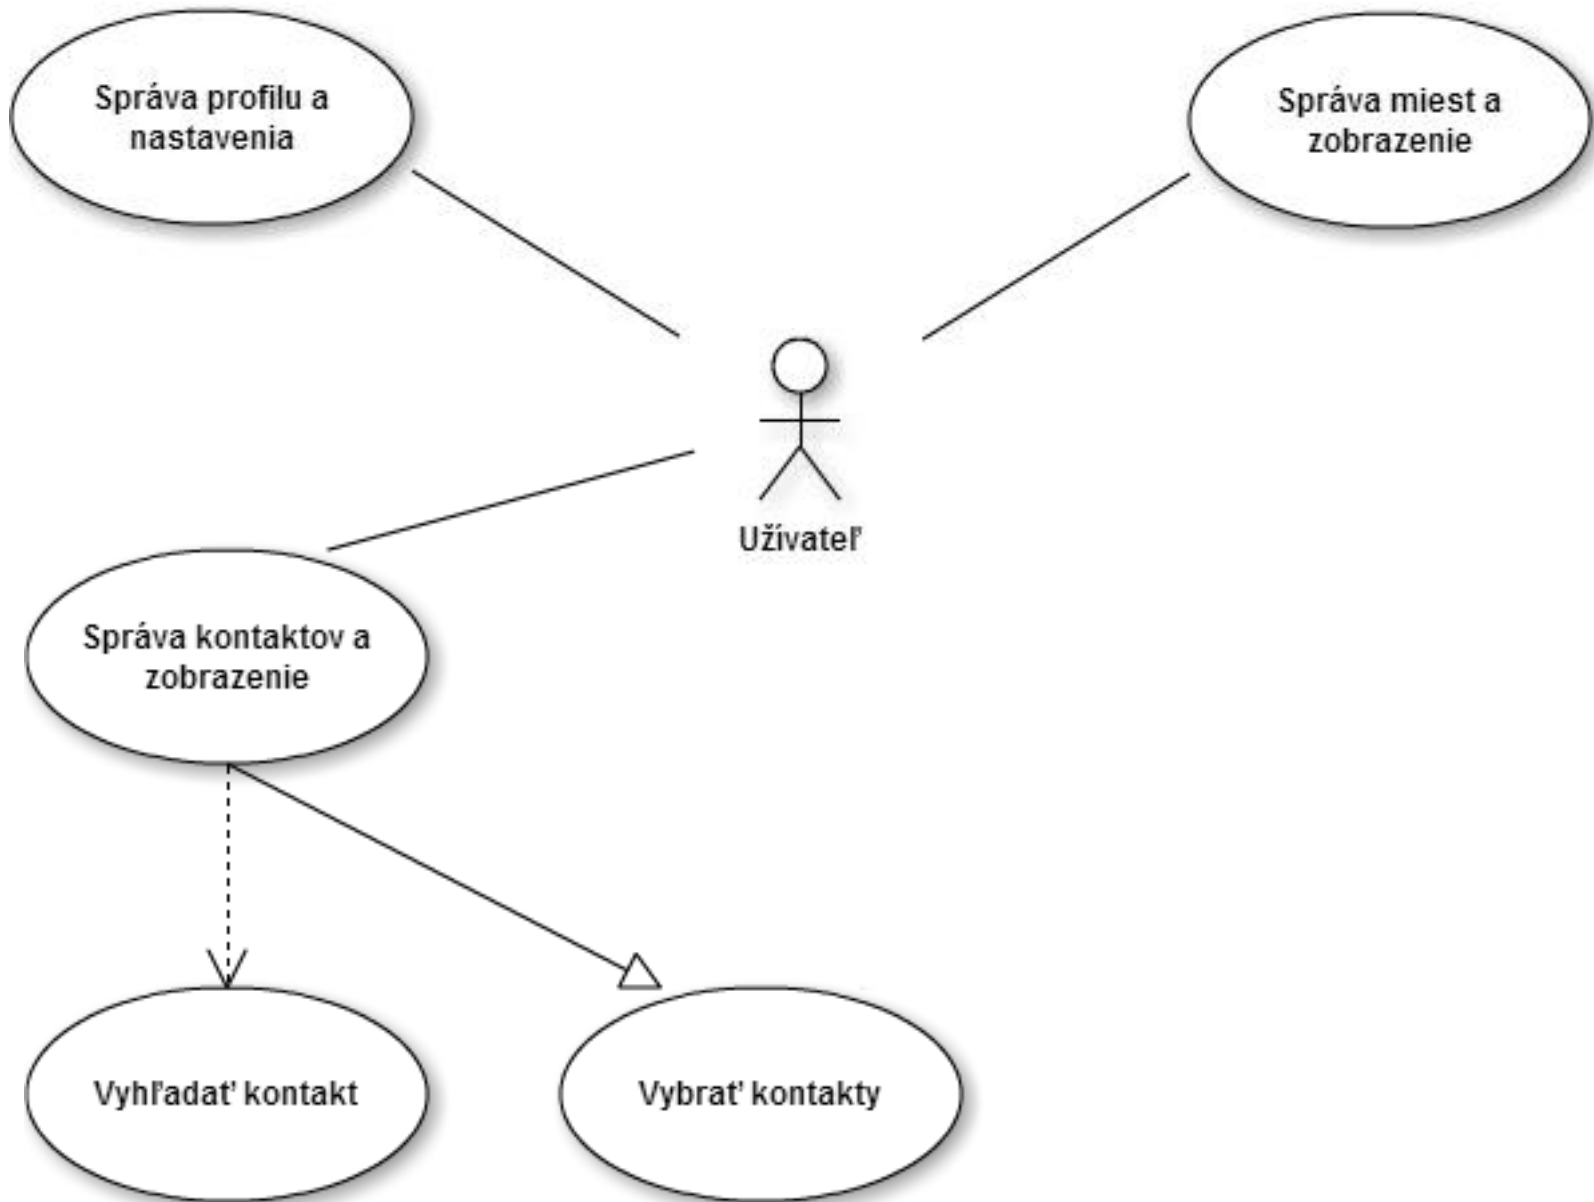 Správa profilu a
nastavenia
Správa miest a
zobrazenie
Užívateľ
Správa kontaktov a
zobrazenie
Vyhľadať kontakt
Vybrať kontakty